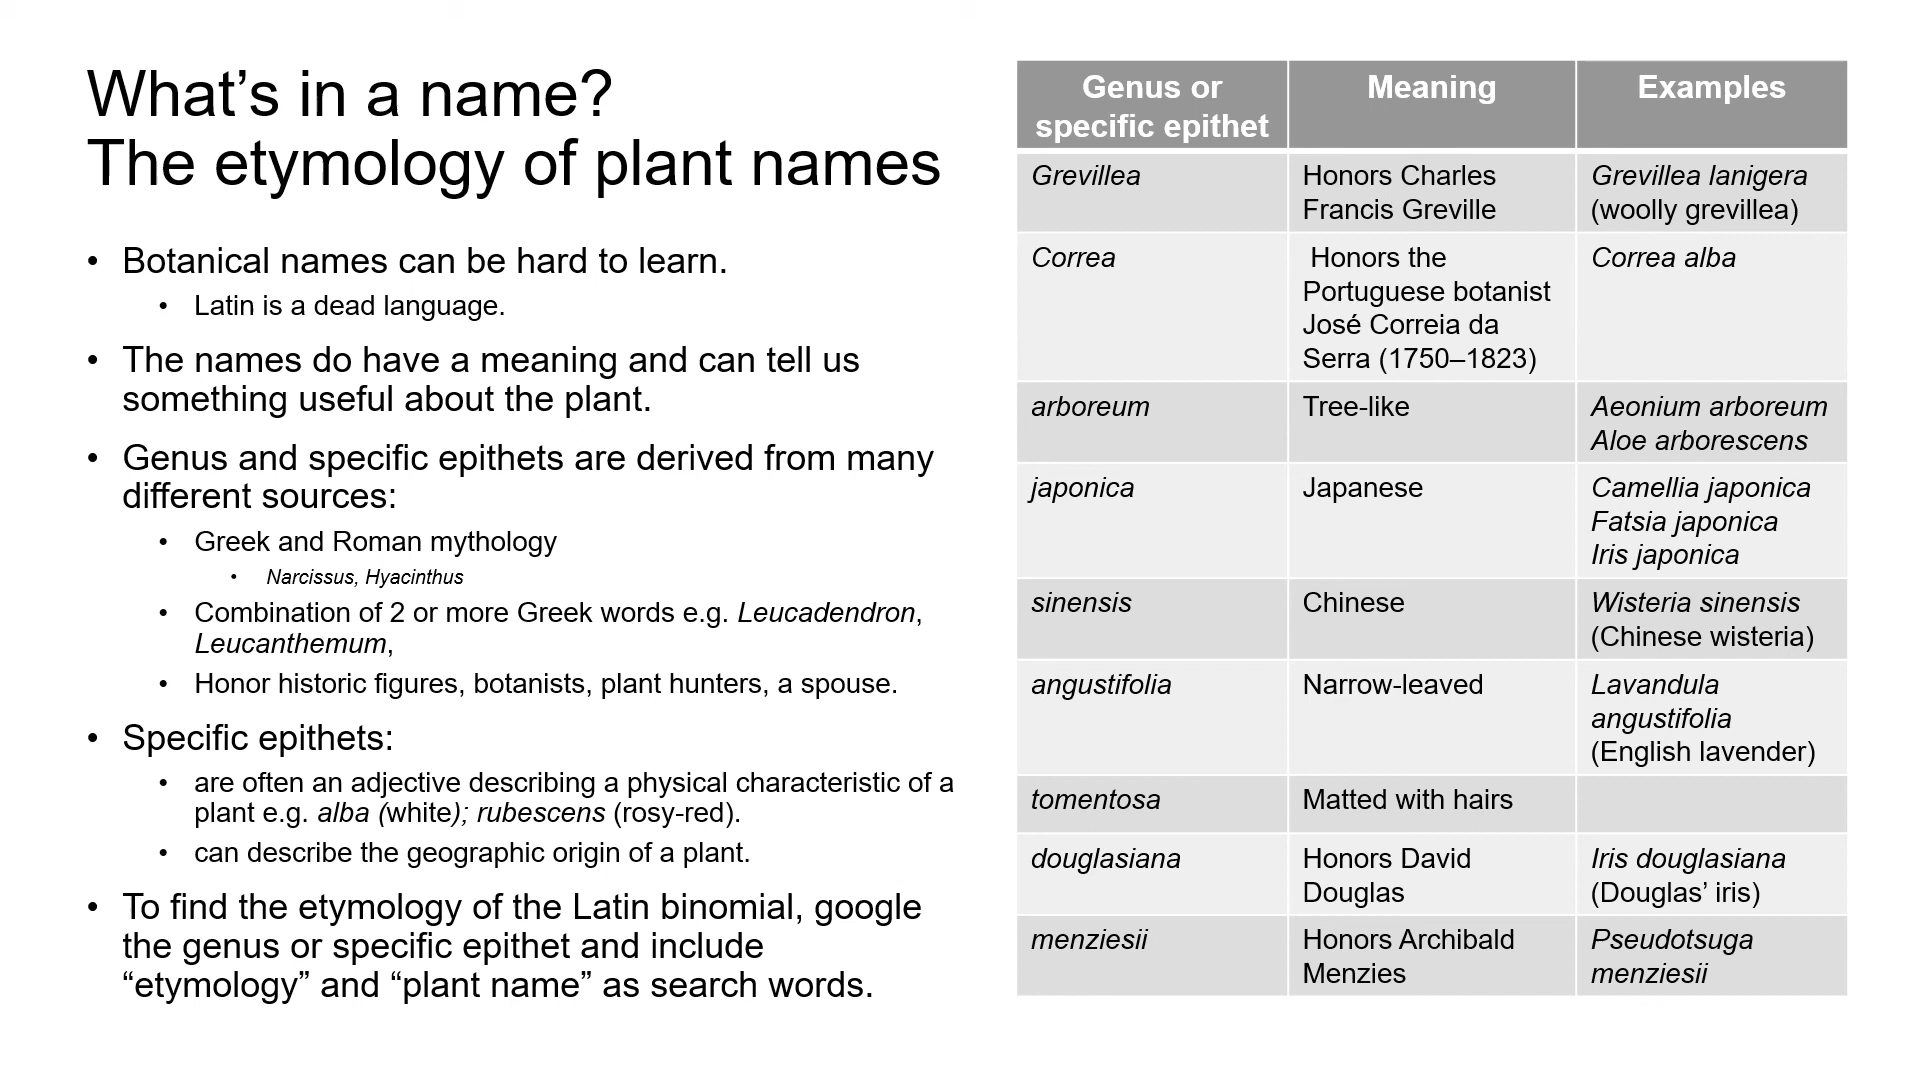 What’s in a name?
The etymology of plant names
• Botanical names can be hard to learn.
• Latin is a dead language.
• The names do have a meaning and can tell us
something useful about the plant.
• Genus and specific epithets are derived from many
different sources:
• Greek and Roman mythology
• Narcissus, Hyacinthus
• Combination of 2 or more Greek words e.g. Leucadendron,
Leucanthemum,
• Honor historic figures, botanists, plant hunters, a spouse.
• Specific epithets:
• are often an adjective describing a physical characteristic of a
plant e.g. alba (white); rubescens (rosy-red).
• can describe the geographic origin of a plant.
• To find the etymology of the Latin binomial, google
the genus or specific epithet and include
“etymology” and “plant name” as search words.
Genus or
specific epithet
Meaning
Examples
Grevillea
Honors Charles
Francis Greville
Grevillea lanigera
(woolly grevillea)
Correa
Honors the
Portuguese botanist
José Correia da
Serra (1750–1823)
Correa alba
arboreum
Tree-like
Aeonium arboreum
Aloe arborescens
japonica
Japanese
Camellia japonica
Fatsia japonica
Iris japonica
sinensis
Chinese
Wisteria sinensis
(Chinese wisteria)
angustifolia
Narrow-leaved
Lavandula
angustifolia
(English lavender)
tomentosa
Matted with hairs
douglasiana
Honors David
Douglas
Iris douglasiana
(Douglas’ iris)
menziesii
Honors Archibald
Menzies
Pseudotsuga
menziesii